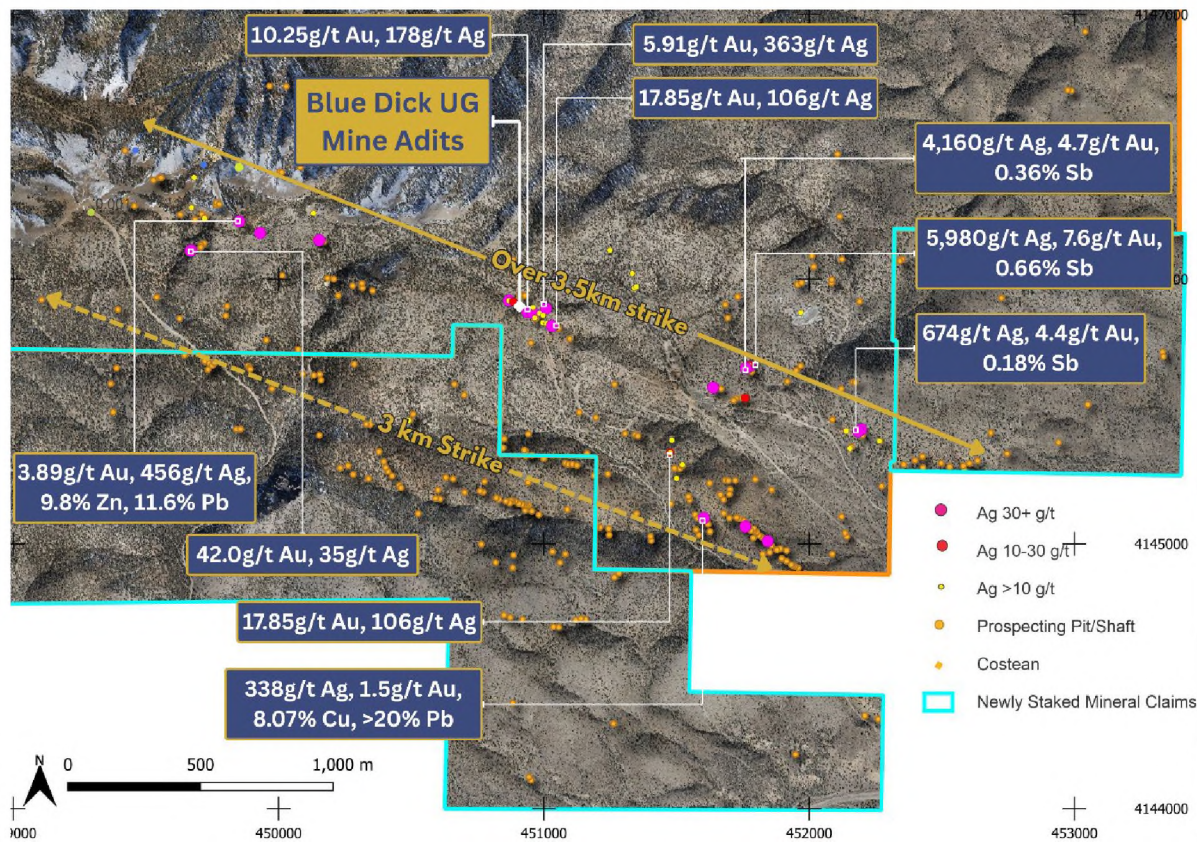 4147000
10.25g/t Au, 178g/t Ag
5.91g/t Au, 363g/t Ag
Blue Dick UG
Mine Adits
17.85g/t Au, 106g/t Ag
4,160g/t Ag, 4.7g/t Au,
0.36% Sb
5,980g/t Ag, 7.6g/t Au,
0.66% Sb
Over 3.5km strike
674g/t Ag, 4.4g/t Au,
0.18% Sb
3 km Strike
3.89g/t Au, 456g/t Ag,
9.8% Zn, 11.6% Pb
42.0g/t Au, 35g/t Ag
17.85g/t Au, 106g/t Ag
338g/t Ag, 1.5g/t Au,
8.07% Cu, >20% Pb
Ag 30+ g/t
Ag 10-30 g/t
4145000
Ag >10 g/t
Prospecting Pit/Shaft
Costean
Newly Staked Mineral Claims
N
0 500 1,000 m
4144000
9000 450000 451000 452000 453000